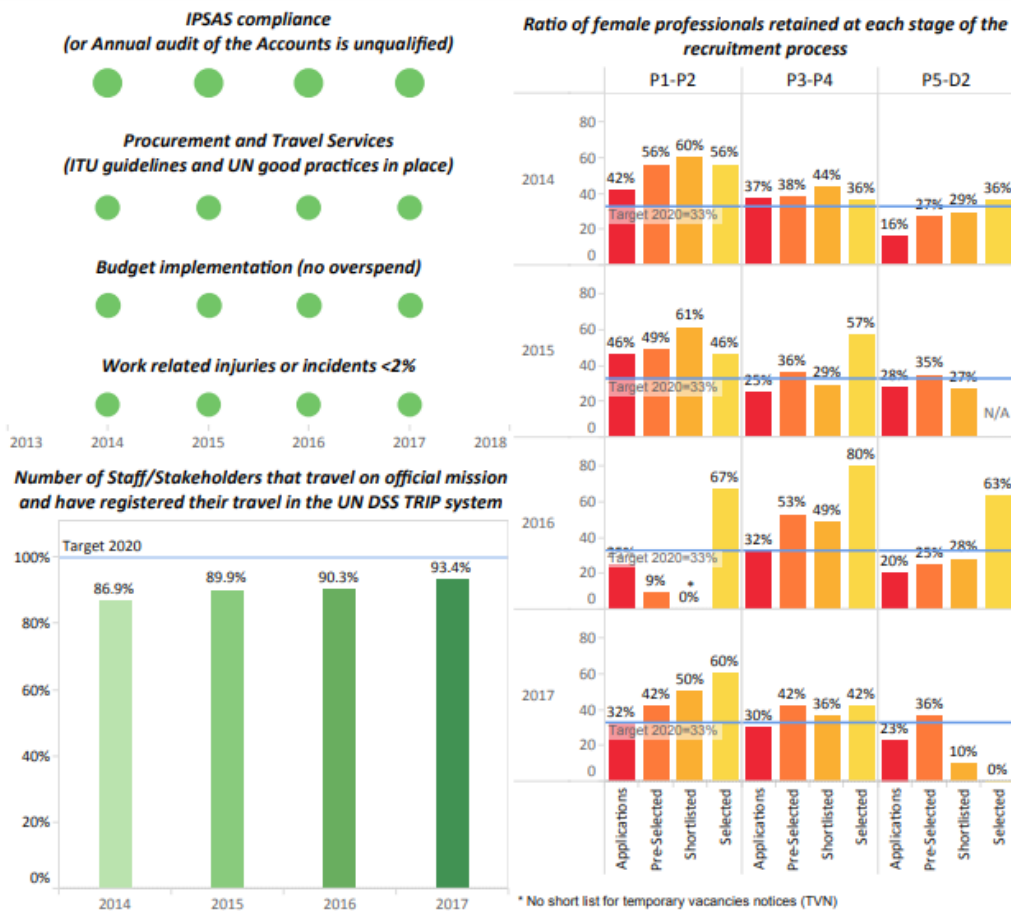 IPSAS compliance
(or Annual audit of the Accounts is unqualified)
Procurement and Travel Services
(ITU guidelines and UN good practices in place)
Budget implementation (no overspend)
Work related injuries or incidents <2%
2013 2014 2015 2016 2017 2018
Number of Staff/Stakeholders that travel on official mission
and have registered their travel in the UN DSS TRIP system
Target 2020
100%
80%
60%
40%
20%
0%
86.9% 89.9% 90.3% 93.4%
2014 2015 2016 2017
Ratio of female professionals retained at each stage of the
recruitment process
P1-P2 P3-P4 P5-D2
2014
80
60
40
20
0
42% 56% 60% 56% 37% 38% 44% 36% 16% 27% 29% 36%
Target 2020=33%
2015
80
60
40
20
0
46% 49% 61% 46% 25% 36% 29% 57% 28% 35% 27% N/A
Target 2020=33%
2016
80
60
40
20
0
9% * 0% 67% 32% 53% 49% 80% 20% 25% 28% 63%
Target 2020=33%
2017
80
60
40
20
0
32% 42% 50% 60% 30% 42% 36% 42% 23% 36% 10% 0%
Target 2020=33%
Applications Pre-Selected Shortlisted Selected Applications Pre-Selected Shortlisted Selected Applications Pre-Selected Shortlisted Selected
* No short list for temporary vacancies notices (TVN)